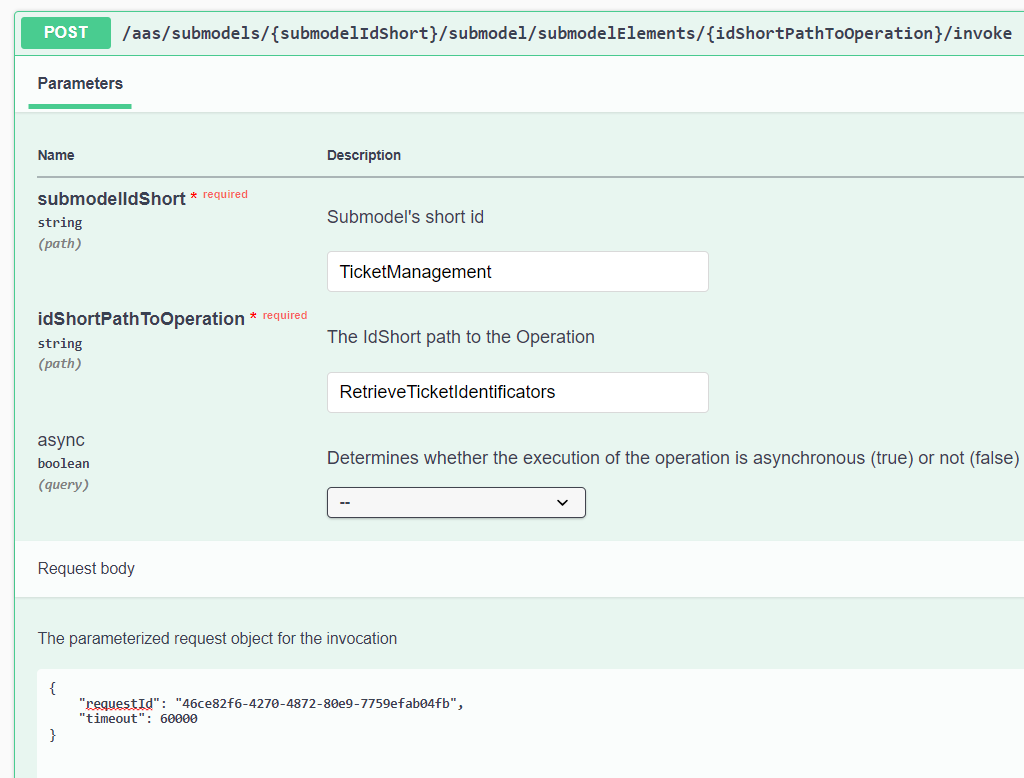 POST /aas/submodels/{submodelIdShort}/submodel/submodelElements/{idShortPathToOperation}/invoke
Parameters
Name Description
submodelIdShort * required
string
(path)
Submodel's short id
TicketManagement
idShortPathToOperation * required
string
(path)
The IdShort path to the Operation
RetrieveTicketIdentificators
async
boolean
(query)
Determines whether the execution of the operation is asynchronous (true) or not (false)
--
Request body
The parameterized request object for the invocation
{
"requestId": "46ce82f6-4270-4872-80e9-7759efab04fb",
"timeout": 60000
}